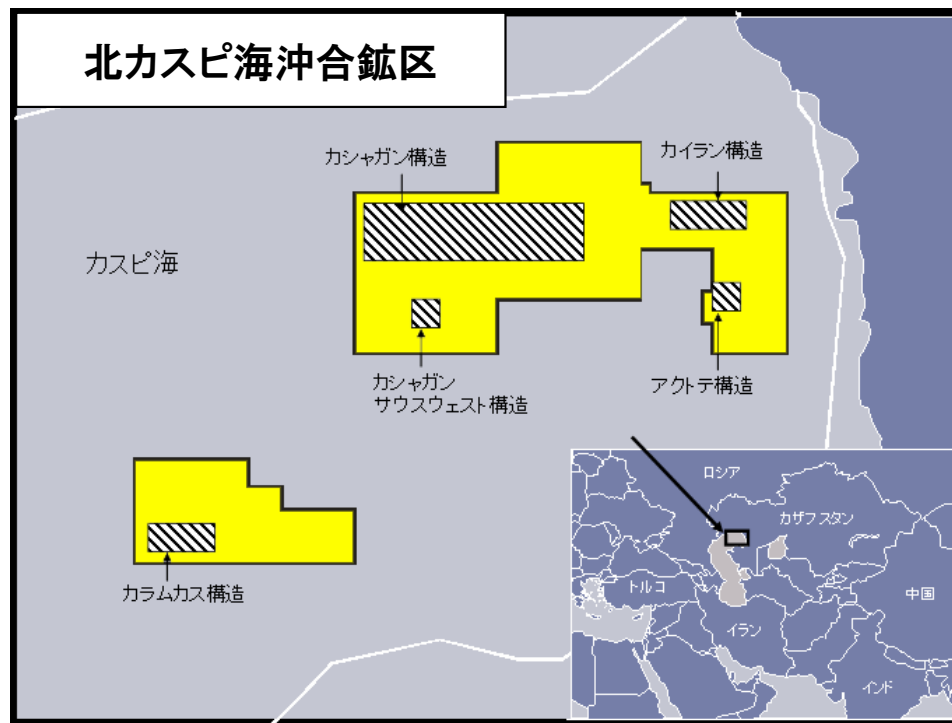 北カスピ海沖合鉱区
カシャガン構造
カイラン構造
カスピ海
カシャガン
サウスウェスト構造
アクトテ構造
カラムカス構造
ロシア
カザフスタン
トルコ
中国
イラン
インド